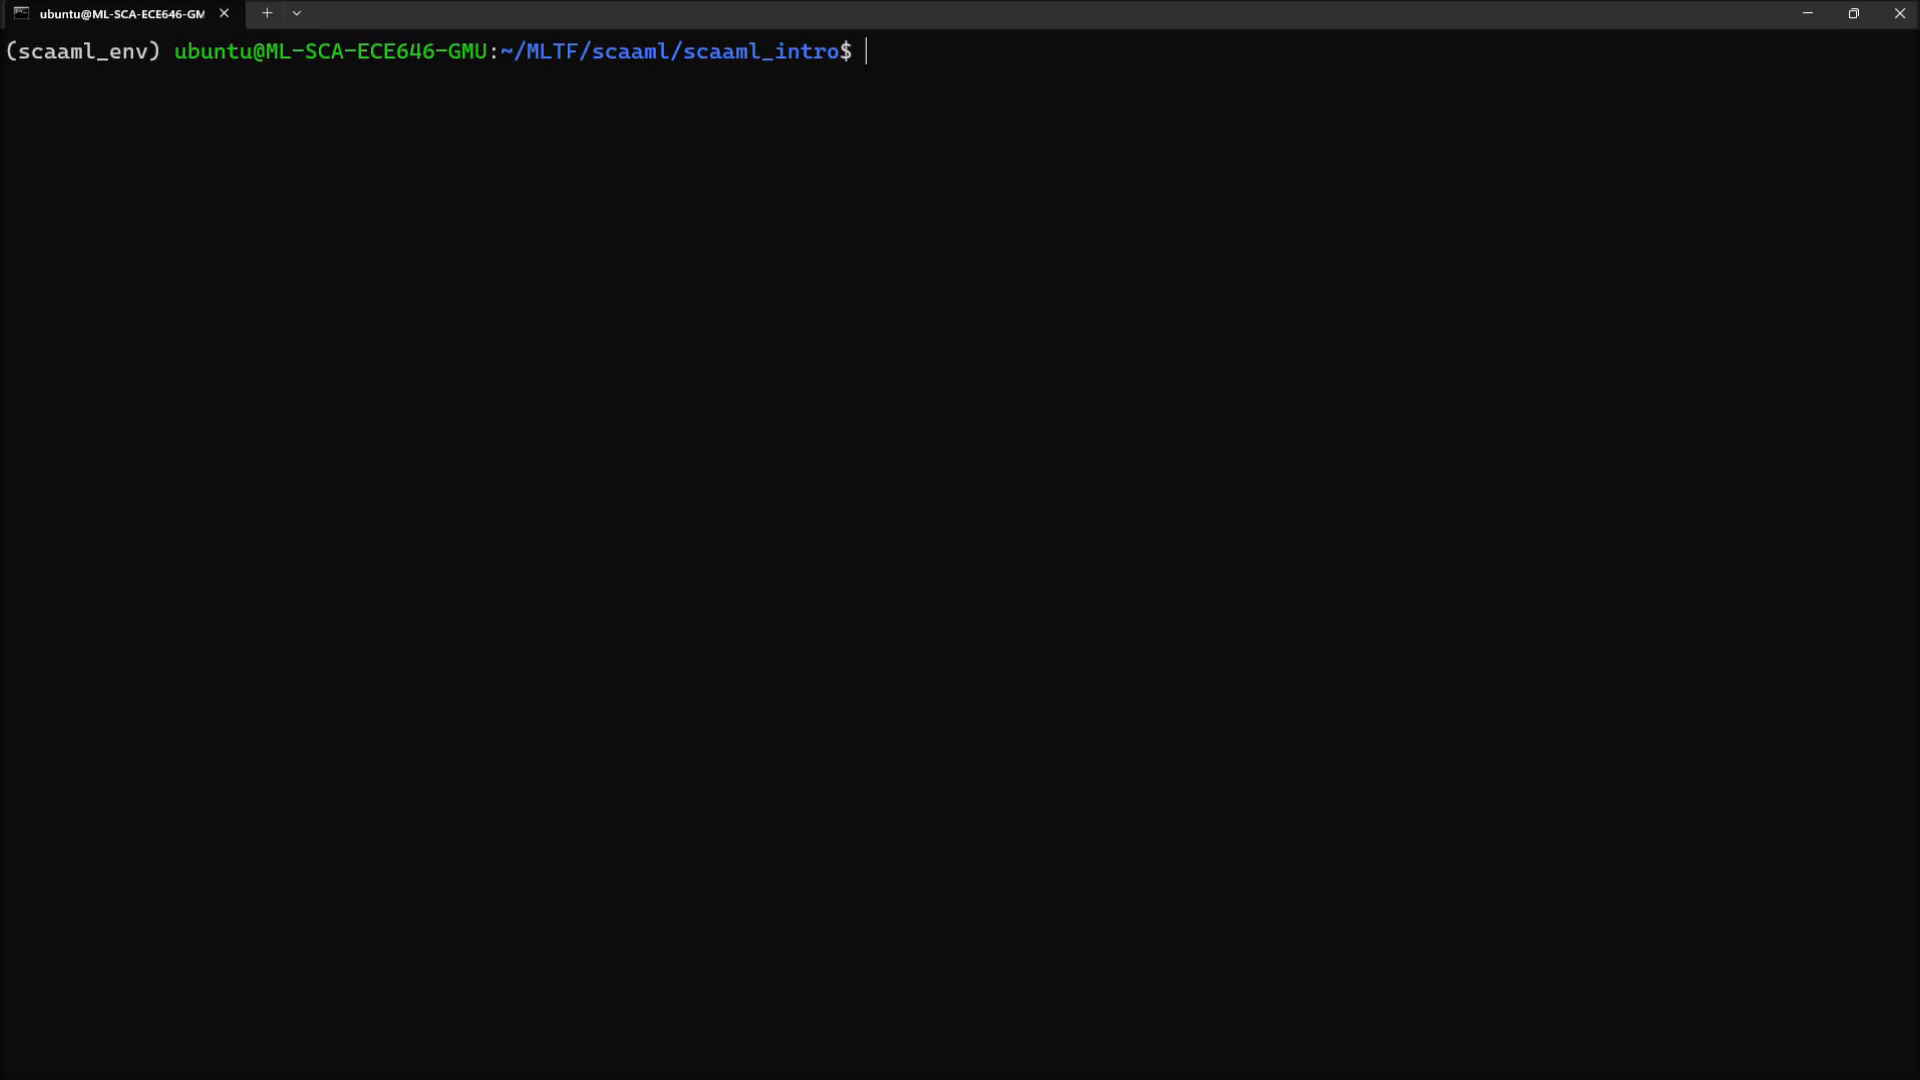 ubuntu@ML-SCA-ECE646-GM
(scaaml_env) ubuntu@ML-SCA-ECE646-GMU:~/MLTF/scaaml/scaaml_intro$